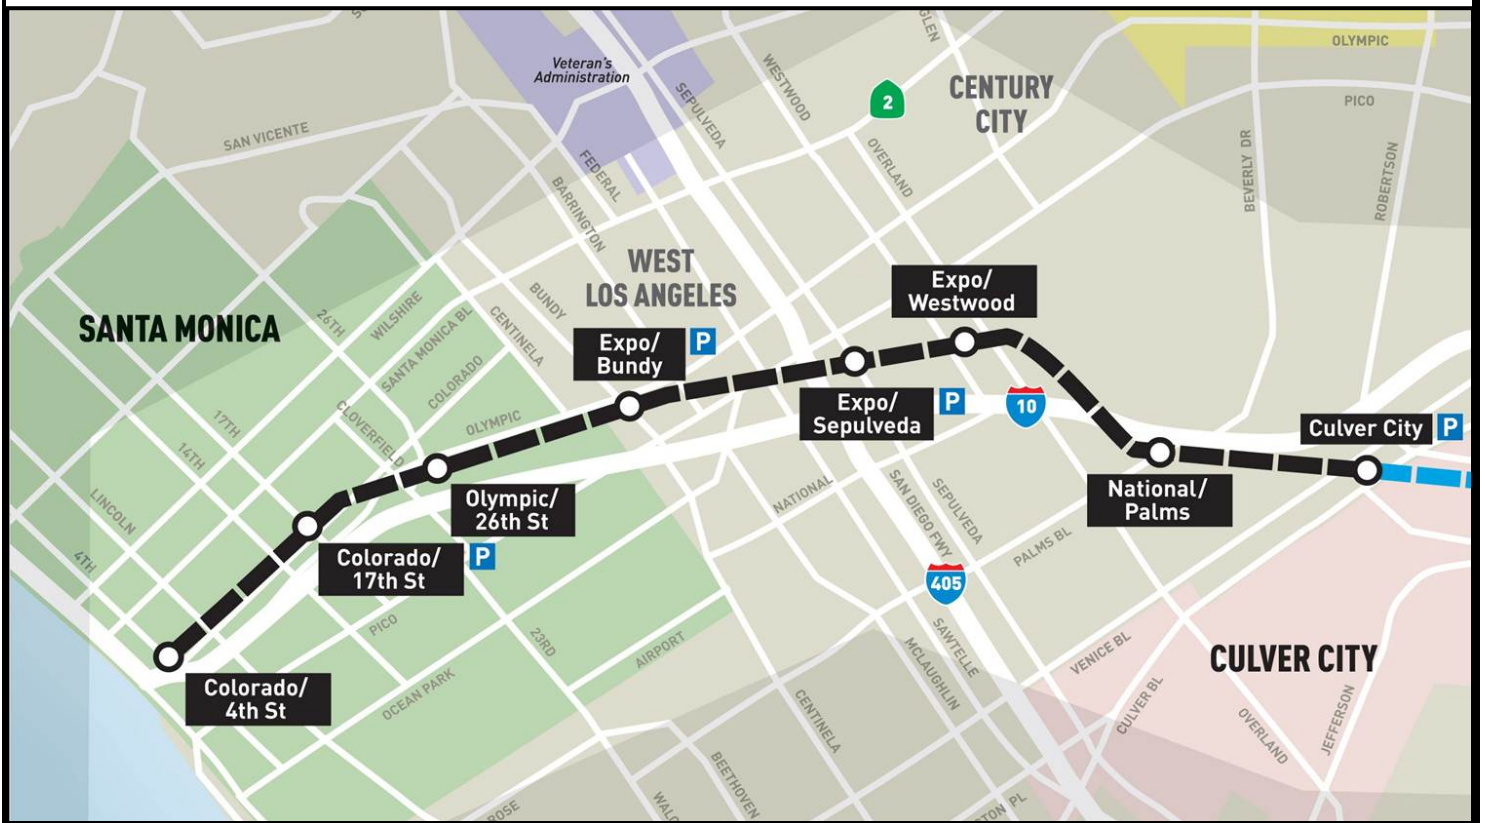 OLYMPIC
Veteran's
Administration
CENTURY
CITY
2
PICO
WESTWOOD
SEPULVEDA
SAN VICENTE
OVERLAND
BEVERLY DR
ROBERTSON
FEDERAL
BARRINGTON
WEST
LOS ANGELES
Expo/
Westwood
BUNDY
SANTA MONICA
26TH
WILSHIRE
SANTA MONICA BL
CENTINELA
Expo/
Bundy
P
COLORADO
Expo/
Sepulveda
P
10
Culver City
P
17TH
CLOVERFIELD
OLYMPIC
14TH
LINCOLN
Olympic/
26th St
NATIONAL
SAN DIEGO FWY
SEPULVEDA
National/
Palms
4TH
Colorado/
17th St
P
PALMS BL
405
PICO
23RD
AIRPORT
SAWTELLE
MCLAUGHLIN
VENICE BL
CULVER CITY
Colorado/
4th St
OCEAN PARK
CENTINELA
CULVER BL
OVERLAND
JEFFERSON
BEETHOVEN